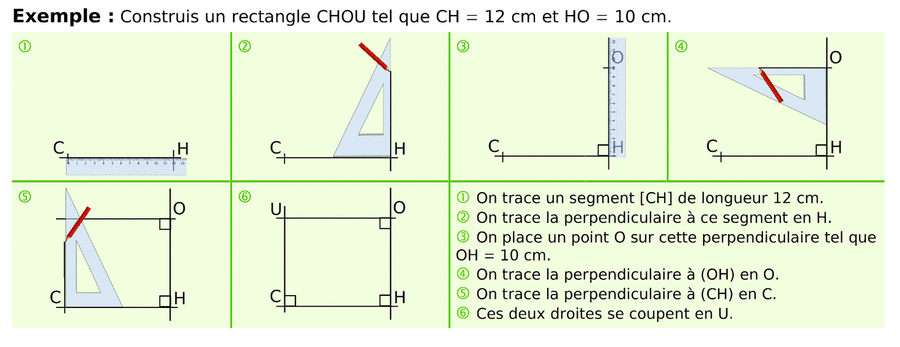 Exemple : Construis un rectangle CHOU tel que CH = 12 cm et HO = 10 cm.
①
C H
②
C H
③
O
C H
④
O
C H
⑤
O
C H
⑥
U O
C H
① On trace un segment [CH] de longueur 12 cm.
② On trace la perpendiculaire à ce segment en H.
③ On place un point O sur cette perpendiculaire tel que
OH = 10 cm.
④ On trace la perpendiculaire à (OH) en O.
⑤ On trace la perpendiculaire à (CH) en C.
⑥ Ces deux droites se coupent en U.